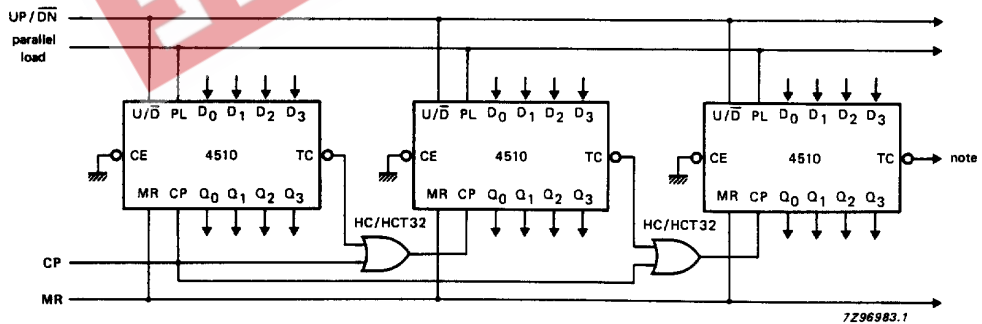 UP/D̅N̅
parallel
load
U/D̅ PL D0 D1 D2 D3
U/D̅ PL D0 D1 D2 D3
U/D̅ PL D0 D1 D2 D3
CE 4510 TC
CE 4510 TC
CE 4510 TC
note
MR CP Q0 Q1 Q2 Q3
MR CP Q0 Q1 Q2 Q3
MR CP Q0 Q1 Q2 Q3
HC/HCT32
HC/HCT32
CP
MR
7Z96983.1